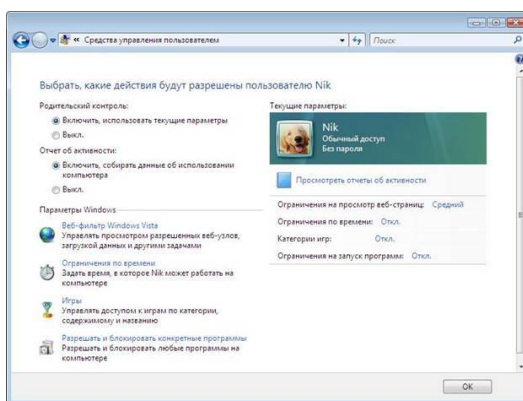 « Средства управления пользователем
Поиск
Выбрать, какие действия будут разрешены пользователю Nik
Родительский контроль:
Включить, использовать текущие параметры
Выкл.
Отчет об активности:
Включить, собирать данные об использовании
компьютера
Выкл.
Параметры Windows
Веб-фильтр Windows Vista
Управлять просмотром разрешенных веб-узлов,
загрузкой данных и другими задачами
Ограничения по времени
Задать время, в которое Nik может работать на
компьютере
Игры
Управлять доступом к играм по категории,
содержимому и названию
Разрешать и блокировать конкретные программы
Разрешать и блокировать любые программы на
компьютере
Текущие параметры:
Nik
Обычный доступ
Без пароля
Просмотреть отчеты об активности
Ограничения на просмотр веб-страниц: Средний
Ограничения по времени: Откл.
Категории игр: Откл.
Ограничения на запуск программ: Откл.
OK